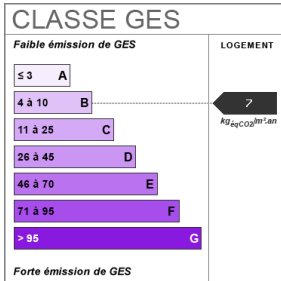 CLASSE GES
Faible émission de GES
LOGEMENT
≤ 3 A
4 à 10 B
7
kgéqCO2/m².an
11 à 25 C
26 à 45 D
46 à 70 E
71 à 95 F
> 95 G
Forte émission de GES